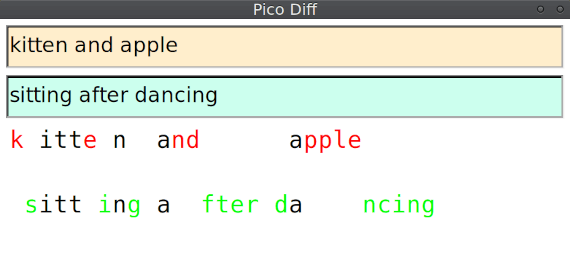 Pico Diff
kitten and apple
sitting after dancing
k itte n  and      apple
 sitt ing a  fter da    ncing